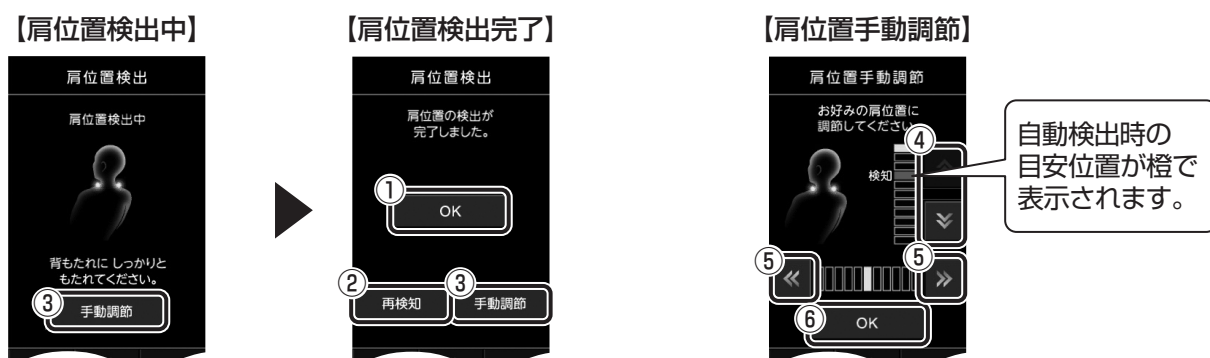 【肩位置検出中】
肩位置検出
肩位置検出中
背もたれに しっかりと
もたれてください。
③
手動調節
【肩位置検出完了】
肩位置検出
肩位置の検出が
完了しました。
①
OK
②
再検知
③
手動調節
【肩位置手動調節】
肩位置手動調節
お好みの肩位置に
調節してください
④
検知
⑤
⑤
⑥
OK
自動検出時の
目安位置が橙で
表示されます。